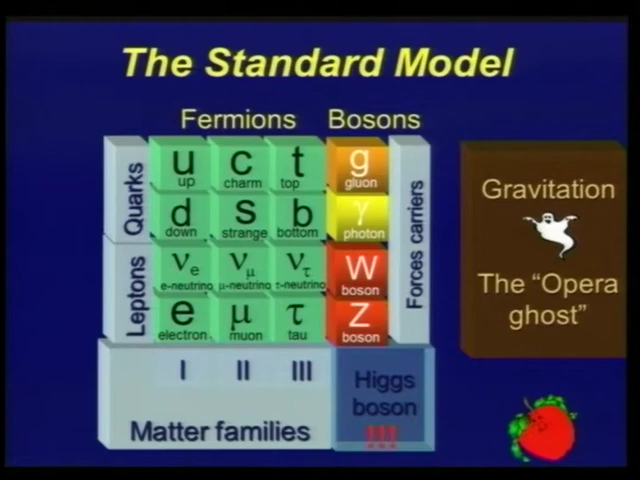 The Standard Model
Fermions Bosons
Quarks
u c t g
up charm top gluon
d s b γ
down strange bottom photon
Leptons
νe νμ ντ W
e-neutrino μ-neutrino τ-neutrino boson
e μ τ Z
electron muon tau boson
Forces carriers
I II III
Matter families
Higgs
boson
!!!
Gravitation
The “Opera
ghost”